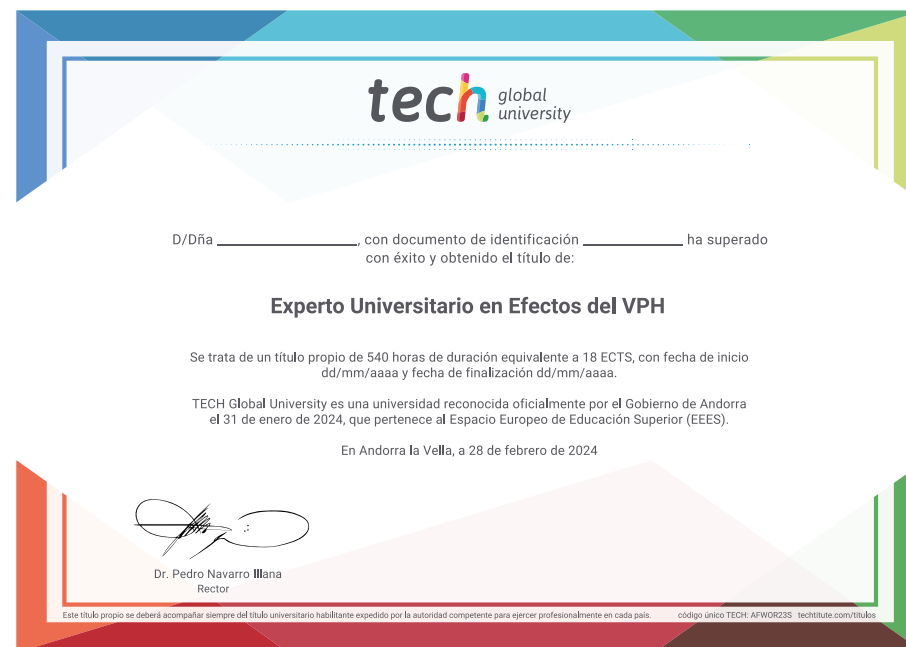 tech global
university
D/Dña ____________, con documento de identificación ____________ ha superado
con éxito y obtenido el título de:
Experto Universitario en Efectos del VPH
Se trata de un título propio de 540 horas de duración equivalente a 18 ECTS, con fecha de inicio
dd/mm/aaaa y fecha de finalización dd/mm/aaaa.
TECH Global University es una universidad reconocida oficialmente por el Gobierno de Andorra
el 31 de enero de 2024, que pertenece al Espacio Europeo de Educación Superior (EEES).
En Andorra la Vella, a 28 de febrero de 2024
Dr. Pedro Navarro Illana
Rector
Este título propio se deberá acompañar siempre del título universitario habilitante expedido por la autoridad competente para ejercer profesionalmente en cada país. código único TECH: AFWOR23S techtitute.com/titulos